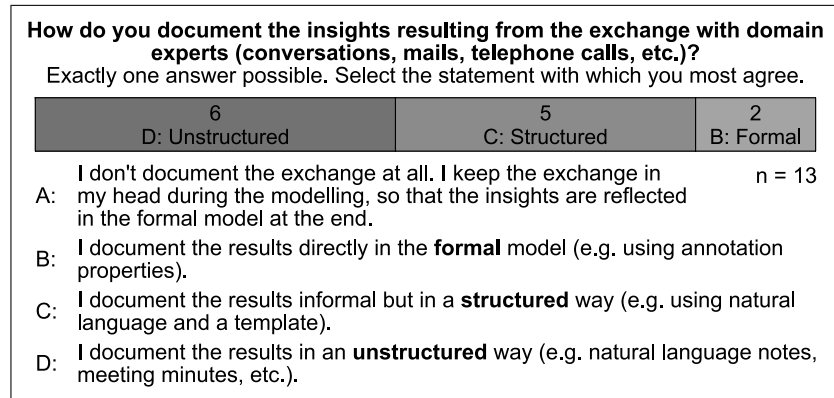 How do you document the insights resulting from the exchange with domain
experts (conversations, mails, telephone calls, etc.)?
Exactly one answer possible. Select the statement with which you most agree.
6 5 2
D: Unstructured C: Structured B: Formal
n = 13
A: I don't document the exchange at all. I keep the exchange in
my head during the modelling, so that the insights are reflected
in the formal model at the end.
B: I document the results directly in the formal model (e.g. using annotation
properties).
C: I document the results informal but in a structured way (e.g. using natural
language and a template).
D: I document the results in an unstructured way (e.g. natural language notes,
meeting minutes, etc.).